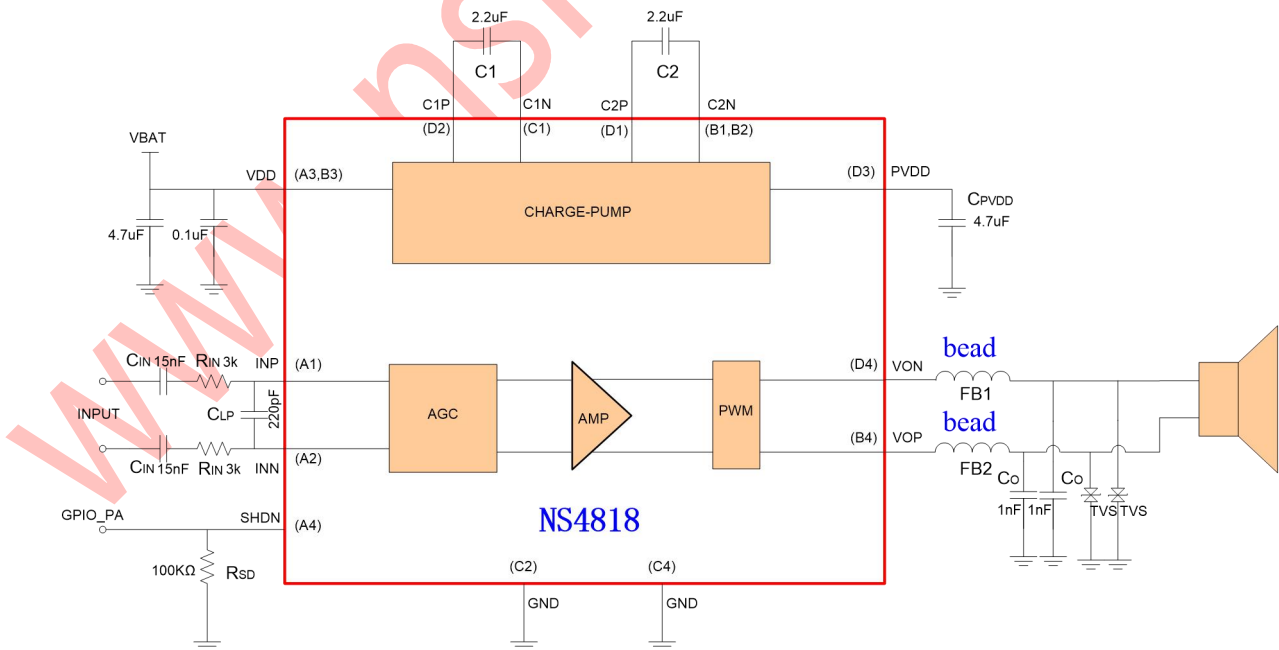 2.2uF
2.2uF
C1
C2
C1P
C1N
C2P
C2N
(D2)
(C1)
(D1)
(B1,B2)
VBAT
VDD
(A3,B3)
(D3)
PVDD
CHARGE-PUMP
CPVDD
4.7uF
4.7uF
0.1uF
CIN 15nF
RIN 3k
INP
(A1)
(D4)
VON
bead
FB1
INPUT
CLP
220pF
AGC
AMP
PWM
bead
(B4)
VOP
FB2
CIN 15nF
RIN 3k
INN
(A2)
Co
Co
1nF
1nF
TVS
TVS
GPIO_PA
SHDN
(A4)
NS4818
100KΩ
RSD
(C2)
(C4)
GND
GND